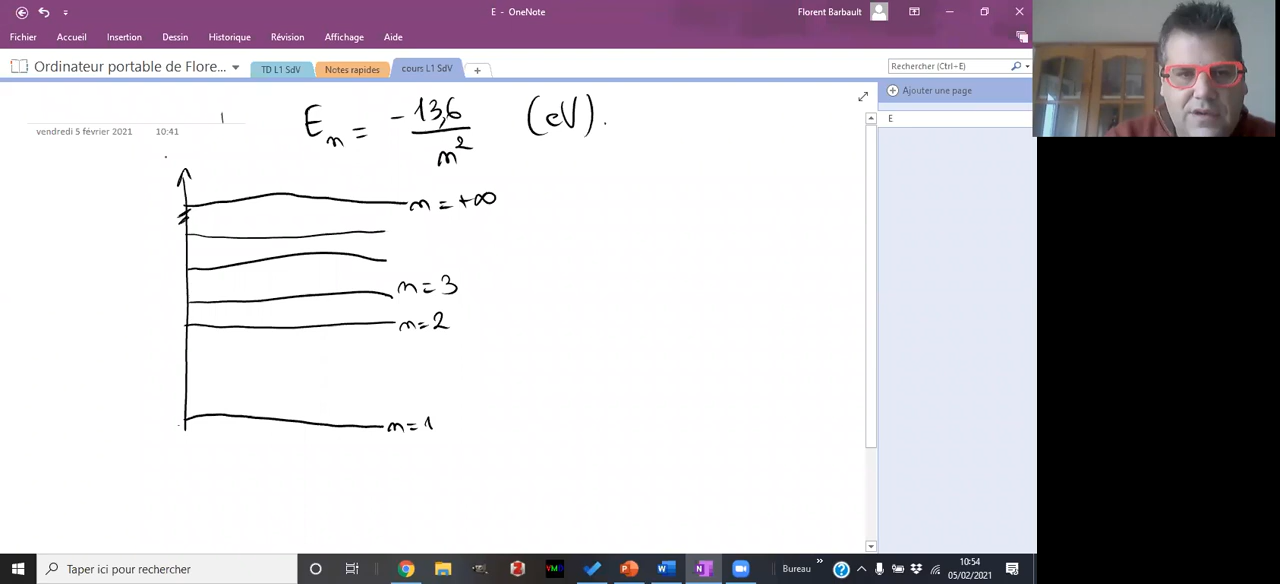 E - OneNote
Florent Barbault
Fichier Accueil Insertion Dessin Historique Révision Affichage Aide
Ordinateur portable de Flore...
TD L1 SdV
Notes rapides
cours L1 SdV
Rechercher (Ctrl+E)
Ajouter une page
E
vendredi 5 février 2021 10:41
E_n = -13,6 / n² (eV).
n = +∞
n = 3
n = 2
n = 1
Taper ici pour rechercher
VMD
Bureau
10:54
05/02/2021